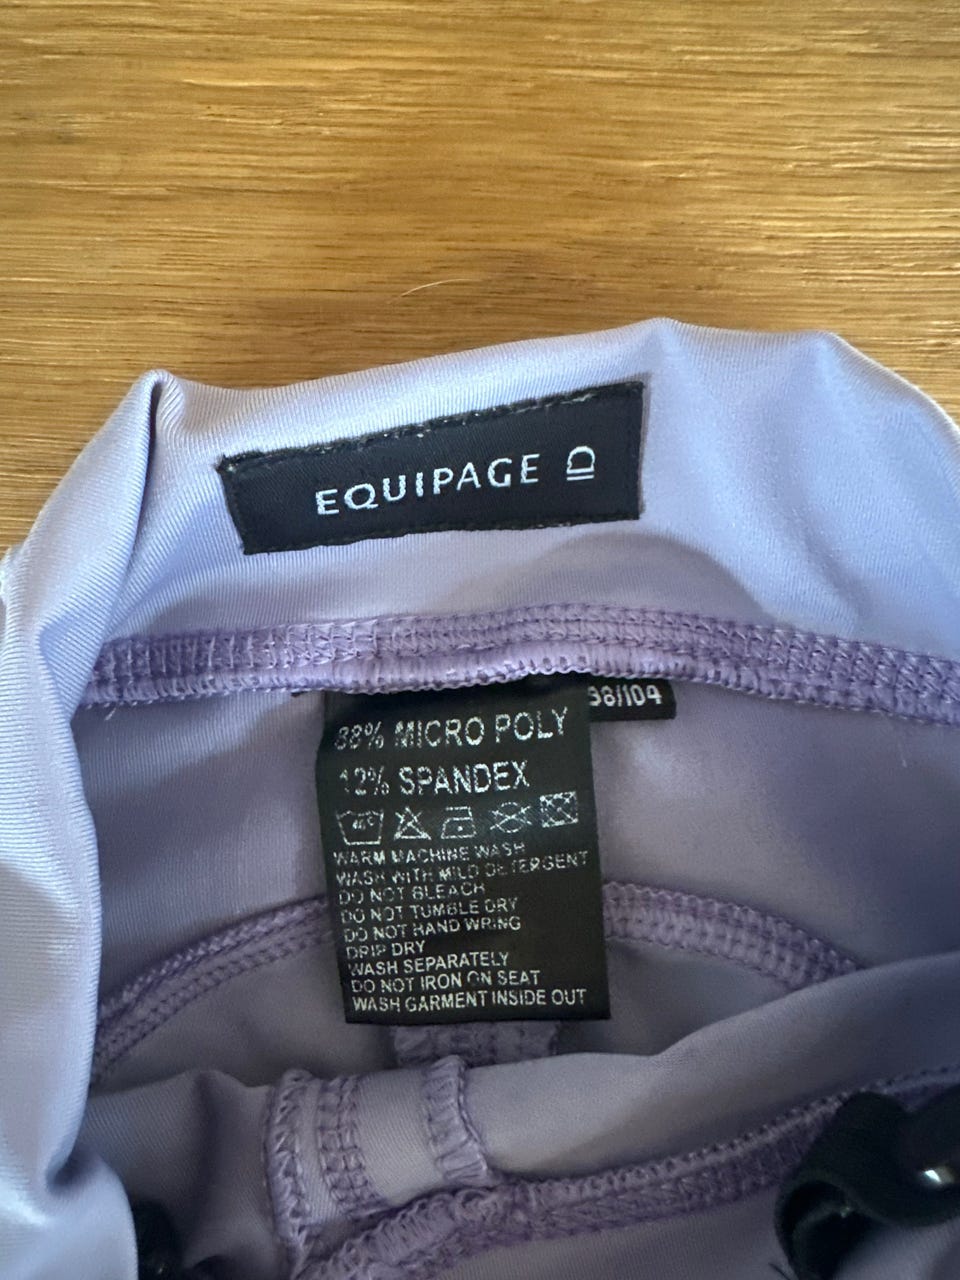 EQUIPAGE ID
98/104
88% MICRO POLY
12% SPANDEX
40°
WARM MACHINE WASH
WASH WITH MILD DETERGENT
DO NOT BLEACH
DO NOT TUMBLE DRY
DO NOT HAND WRING
DRIP DRY
WASH SEPARATELY
DO NOT IRON ON SEAT
WASH GARMENT INSIDE OUT